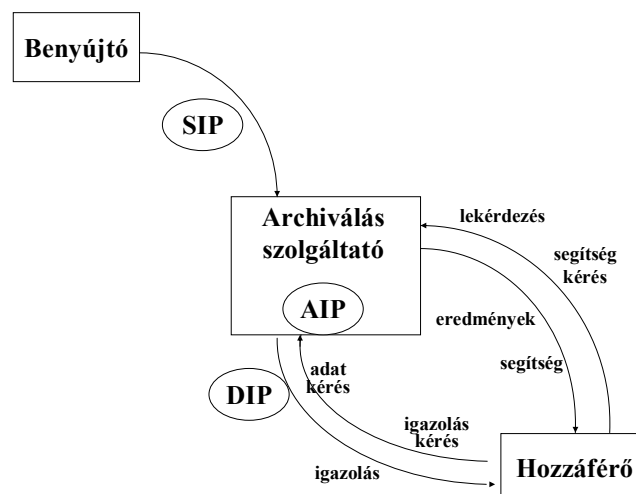 Benyújtó
SIP
Archiválás
szolgáltató
AIP
lekérdezés
segítség
kérés
eredmények
segítség
adat
kérés
DIP
igazolás
kérés
igazolás
Hozzáférő